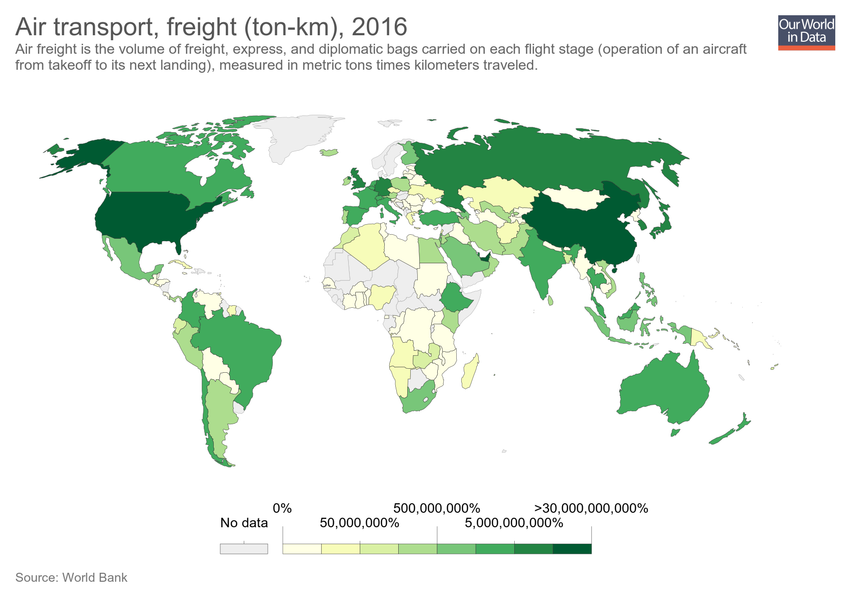 Air transport, freight (ton-km), 2016
Our World
in Data
Air freight is the volume of freight, express, and diplomatic bags carried on each flight stage (operation of an aircraft
from takeoff to its next landing), measured in metric tons times kilometers traveled.
0% 500,000,000% >30,000,000,000%
No data 50,000,000% 5,000,000,000%
Source: World Bank